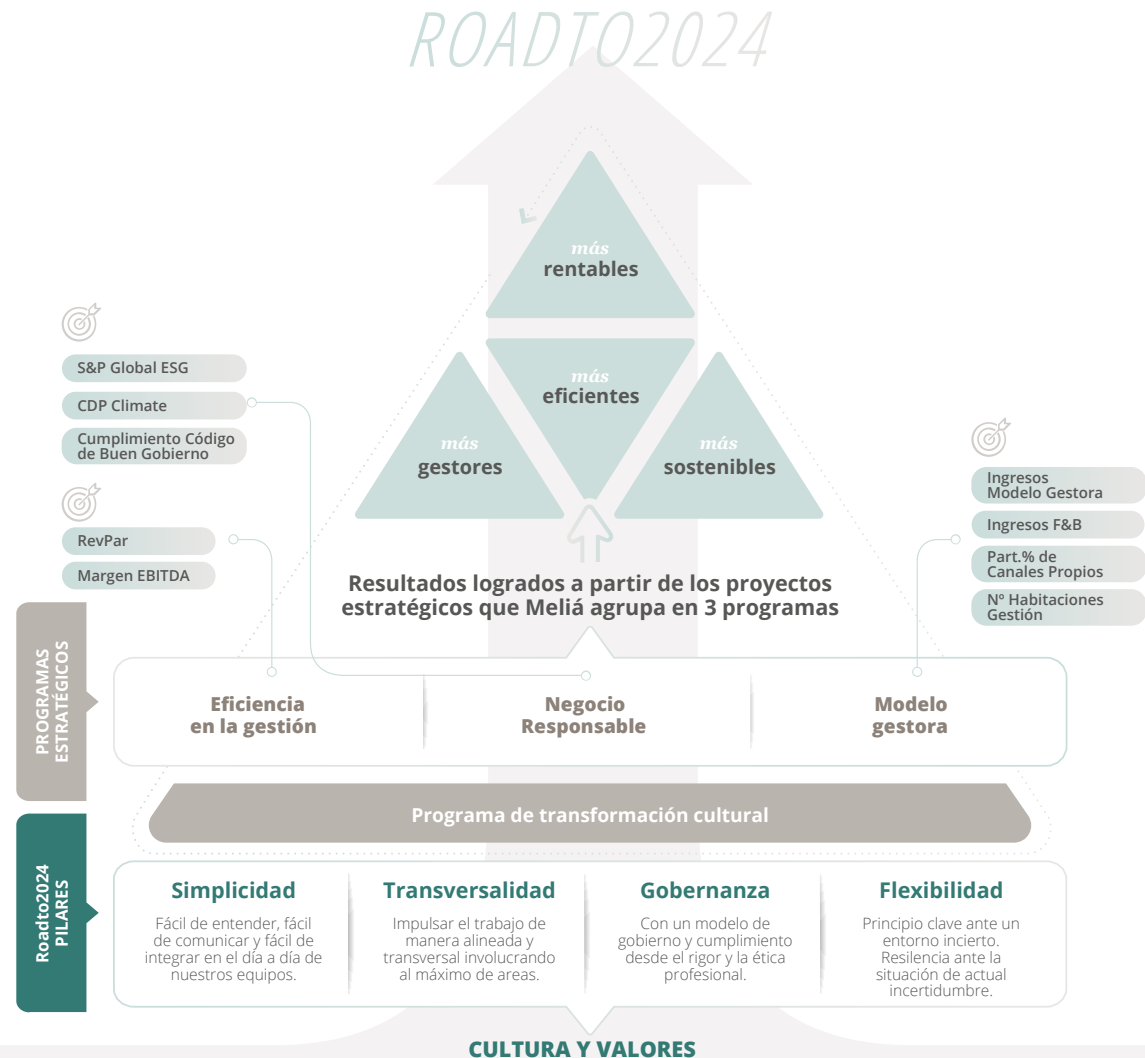 ROADTO2024
más
rentables
más
eficientes
más
gestores
más
sostenibles
S&P Global ESG
CDP Climate
Cumplimiento Código
de Buen Gobierno
RevPar
Margen EBITDA
Ingresos
Modelo Gestora
Ingresos F&B
Part.% de
Canales Propios
Nº Habitaciones
Gestión
Resultados logrados a partir de los proyectos
estratégicos que Meliá agrupa en 3 programas
PROGRAMAS
ESTRATÉGICOS
Eficiencia
en la gestión
Negocio
Responsable
Modelo
gestora
Programa de transformación cultural
Roadto2024
PILARES
Simplicidad
Fácil de entender, fácil
de comunicar y fácil de
integrar en el día a día de
nuestros equipos.
Transversalidad
Impulsar el trabajo de
manera alineada y
transversal involucrando
al máximo de areas.
Gobernanza
Con un modelo de
gobierno y cumplimiento
desde el rigor y la ética
profesional.
Flexibilidad
Principio clave ante un
entorno incierto.
Resilencia ante la
situación de actual
incertidumbre.
CULTURA Y VALORES